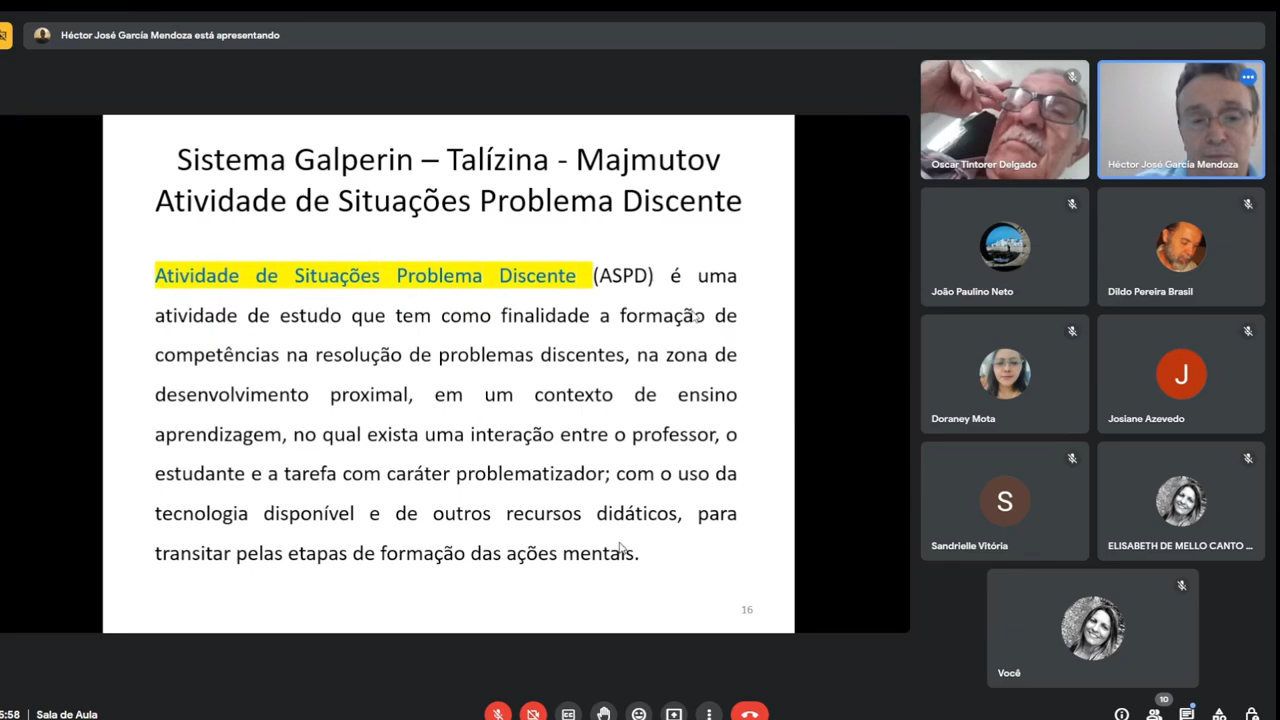 Héctor José García Mendoza está apresentando
Sistema Galperin – Talízina - Majmutov
Atividade de Situações Problema Discente
Atividade de Situações Problema Discente (ASPD) é uma
atividade de estudo que tem como finalidade a formação de
competências na resolução de problemas discentes, na zona de
desenvolvimento proximal, em um contexto de ensino
aprendizagem, no qual exista uma interação entre o professor, o
estudante e a tarefa com caráter problematizador; com o uso da
tecnologia disponível e de outros recursos didáticos, para
transitar pelas etapas de formação das ações mentais.
16
Oscar Tintorer Delgado
Héctor José García Mendoza
João Paulino Neto
Dildo Pereira Brasil
Doraney Mota
J
Josiane Azevedo
S
Sandrielle Vitória
ELISABETH DE MELLO CANTO ...
Você
5:58 | Sala de Aula
10